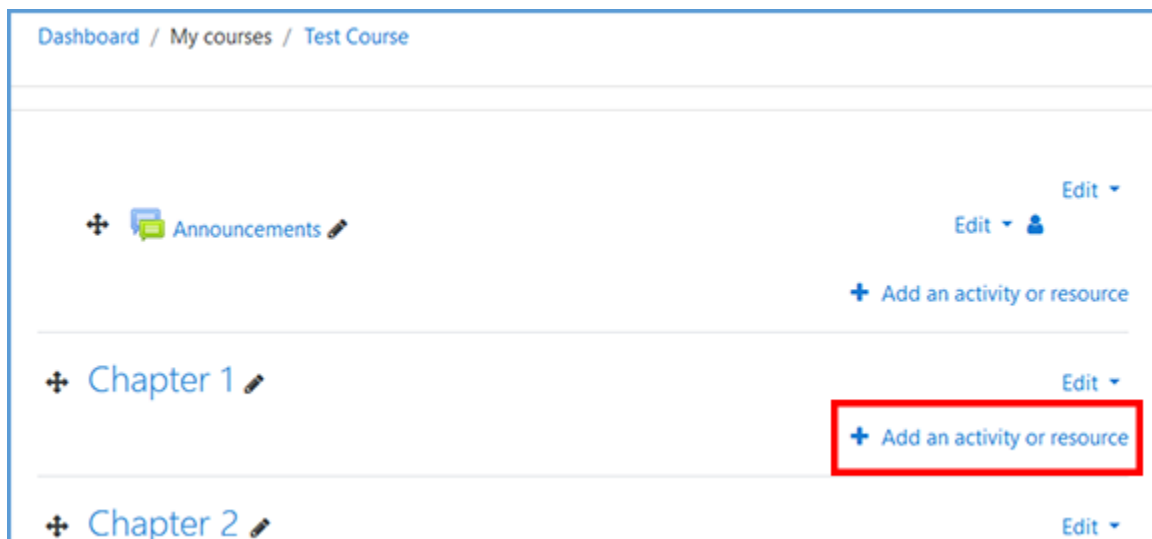 Dashboard / My courses / Test Course
Edit
Announcements Edit
+ Add an activity or resource
Chapter 1 Edit
+ Add an activity or resource
Chapter 2 Edit